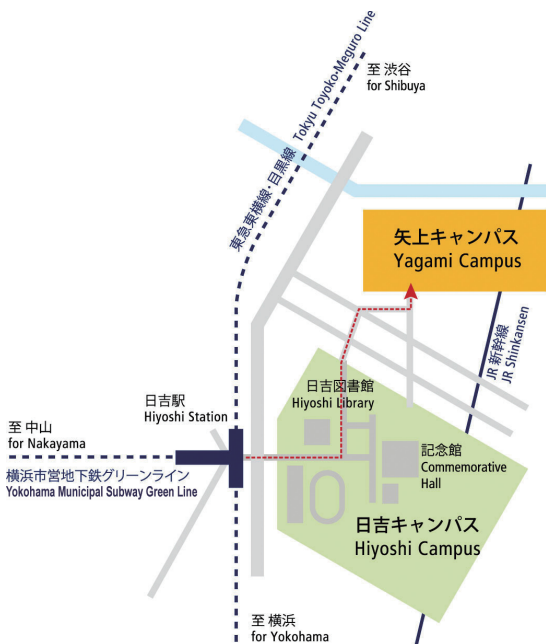 至 渋谷
for Shibuya
東急東横線・目黒線 Tokyu Toyoko-Meguro Line
矢上キャンパス
Yagami Campus
JR 新幹線
JR Shinkansen
日吉図書館
Hiyoshi Library
日吉駅
Hiyoshi Station
至 中山
for Nakayama
横浜市営地下鉄グリーンライン
Yokohama Municipal Subway Green Line
記念館
Commemorative
Hall
日吉キャンパス
Hiyoshi Campus
至 横浜
for Yokohama